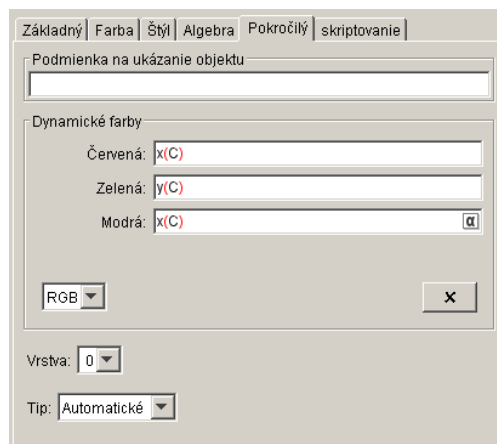 Základný Farba Štýl Algebra Pokročilý skriptovanie
Podmienka na ukázanie objektu
Dynamické farby
Červená: x(C)
Zelená: y(C)
Modrá: x(C) α
RGB x
Vrstva: 0
Tip: Automatické